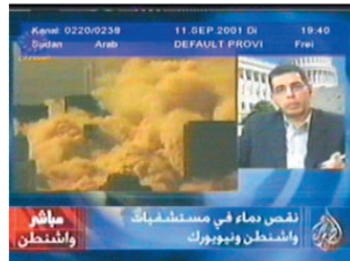 Kanal: 0220/0238 11.SEP.2001 Di 19:40
Sudan Arab DEFAULT PROVI Frei
مباشر
واشنطن
نقص دماء في مستشفيات
واشنطن ونيويورك